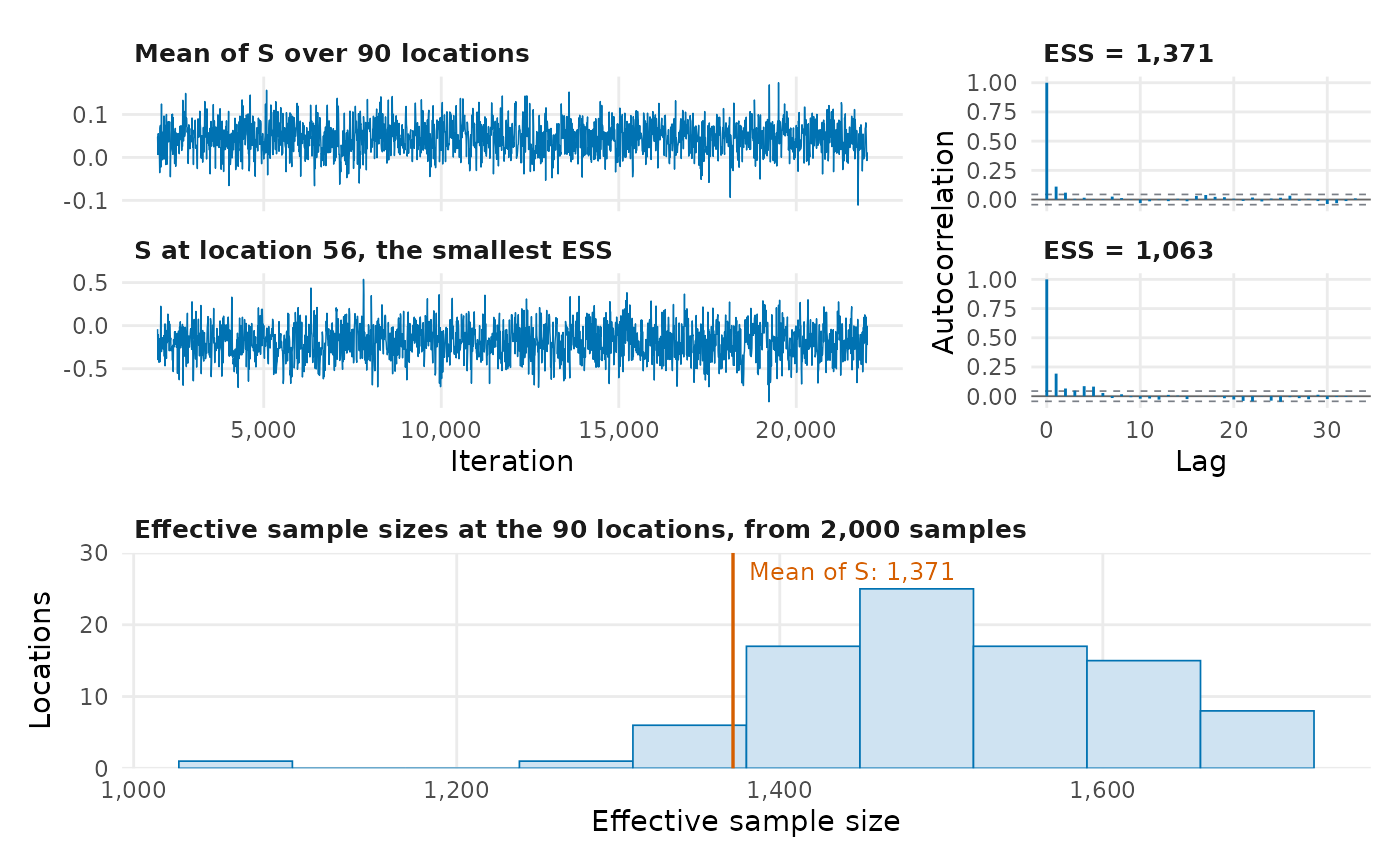 Mean of S over 90 locations
0.1
0.0
-0.1
ESS = 1,371
1.00
0.75
0.50
0.25
0.00
S at location 56, the smallest ESS
0.5
0.0
-0.5
5,000 10,000 15,000 20,000
Iteration
Autocorrelation
ESS = 1,063
1.00
0.75
0.50
0.25
0.00
0 10 20 30
Lag
Effective sample sizes at the 90 locations, from 2,000 samples
Locations
30
20
10
0
Mean of S: 1,371
1,000 1,200 1,400 1,600
Effective sample size